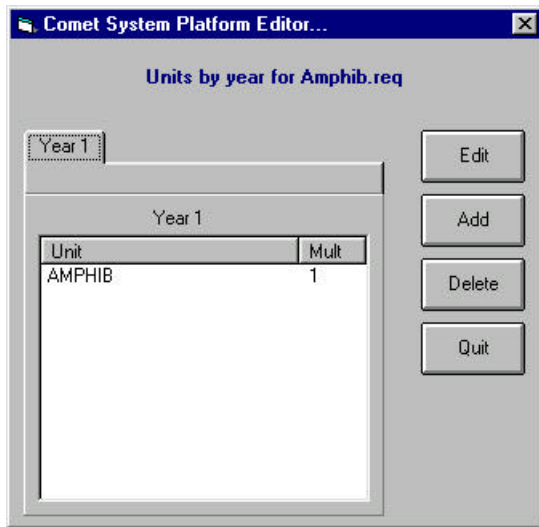 Comet System Platform Editor...
Units by year for Amphib.req
Year 1
Edit
Year 1
Add
Unit Mult
AMPHIB 1
Delete
Quit